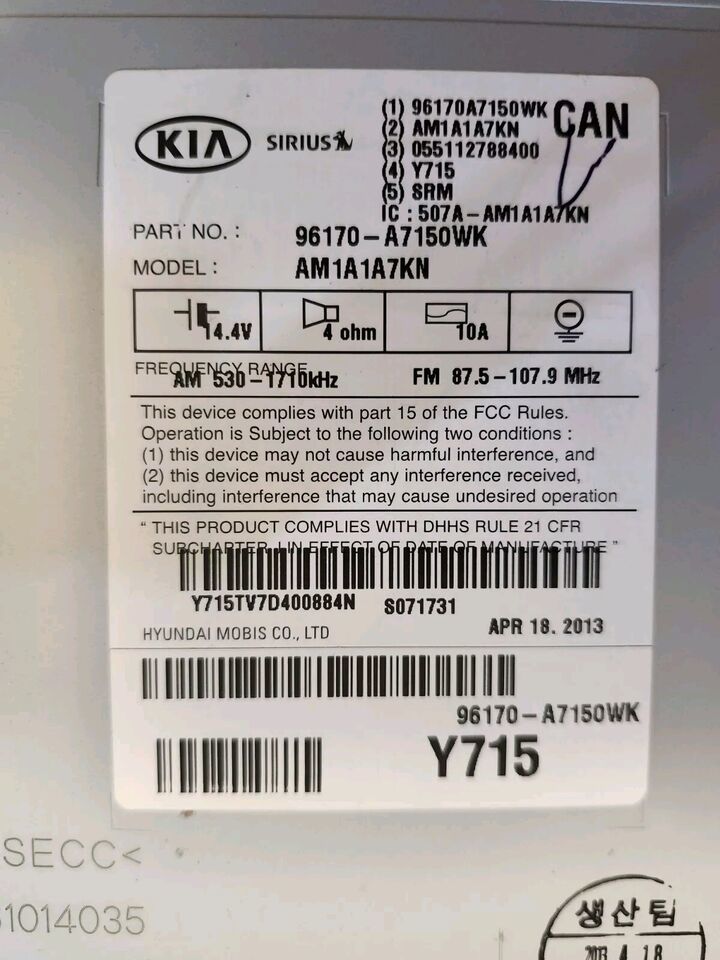 KIA
SIRIUS
(1) 96170A7150WK
(2) AM1A1A7KN
(3) 055112788400
(4) Y715
(5) SRM
CAN
IC : 507A-AM1A1A7KN
PART NO. : 96170-A7150WK
MODEL : AM1A1A7KN
14.4V 4 ohm 10A
FREQUENCY RANGE
AM 530-1710kHz FM 87.5-107.9 MHz
This device complies with part 15 of the FCC Rules.
Operation is Subject to the following two conditions :
(1) this device may not cause harmful interference, and
(2) this device must accept any interference received,
including interference that may cause undesired operation
“ THIS PRODUCT COMPLIES WITH DHHS RULE 21 CFR
SUBCHAPTER J IN EFFECT OF DATE OF MANUFACTURE ”
Y715TV7D400884N S071731
HYUNDAI MOBIS CO., LTD APR 18. 2013
96170-A7150WK
Y715
SECC<
1014035
생산팀
2013. 4. 18